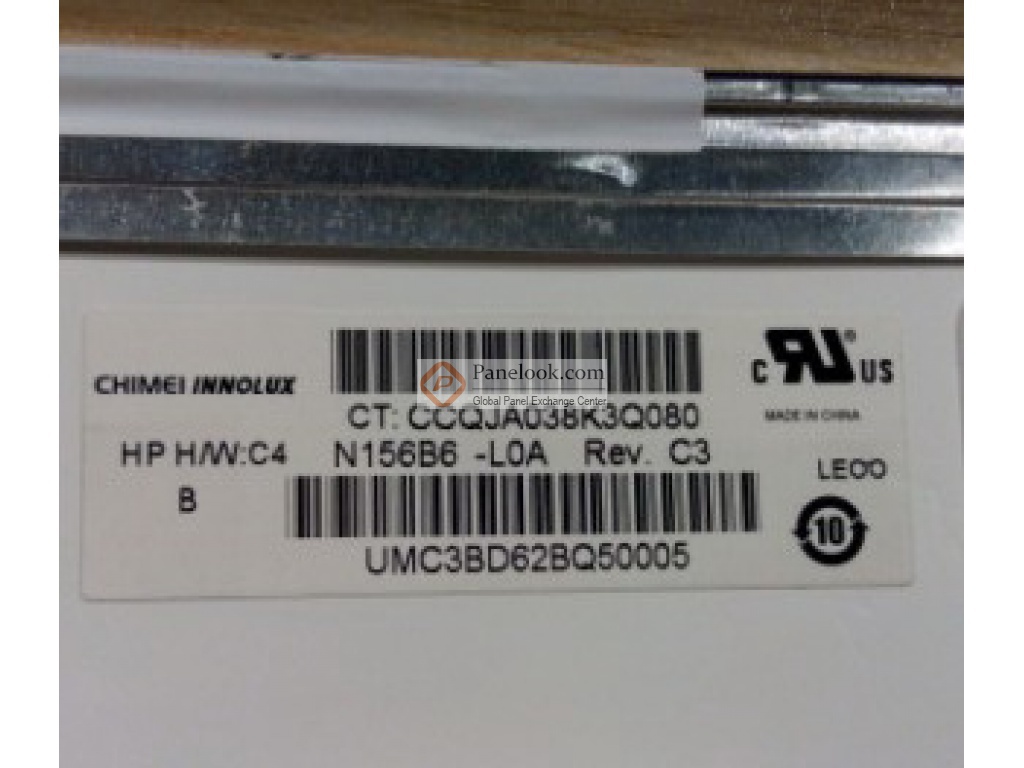 CHIMEI INNOLUX
Panelook.com
Global Panel Exchange Center
CT: CCQJA038K3Q080
c RU ® US
MADE IN CHINA
HP H/W:C4 N156B6 -L0A Rev. C3
LEOO
B
10
UMC3BD62BQ50005